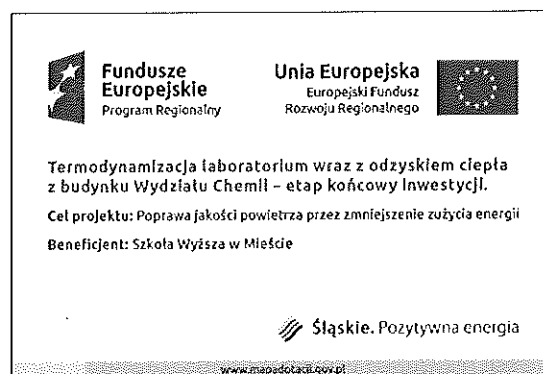 Fundusze
Europejskie
Program Regionalny
Unia Europejska
Europejski Fundusz
Rozwoju Regionalnego
Termodynamizacja laboratorium wraz z odzyskiem ciepła
z budynku Wydziału Chemii – etap końcowy inwestycji.
Cel projektu: Poprawa jakości powietrza przez zmniejszenie zużycia energii
Beneficjent: Szkoła Wyższa w Mieście
Śląskie. Pozytywna energia
www.mapadotacji.gov.pl